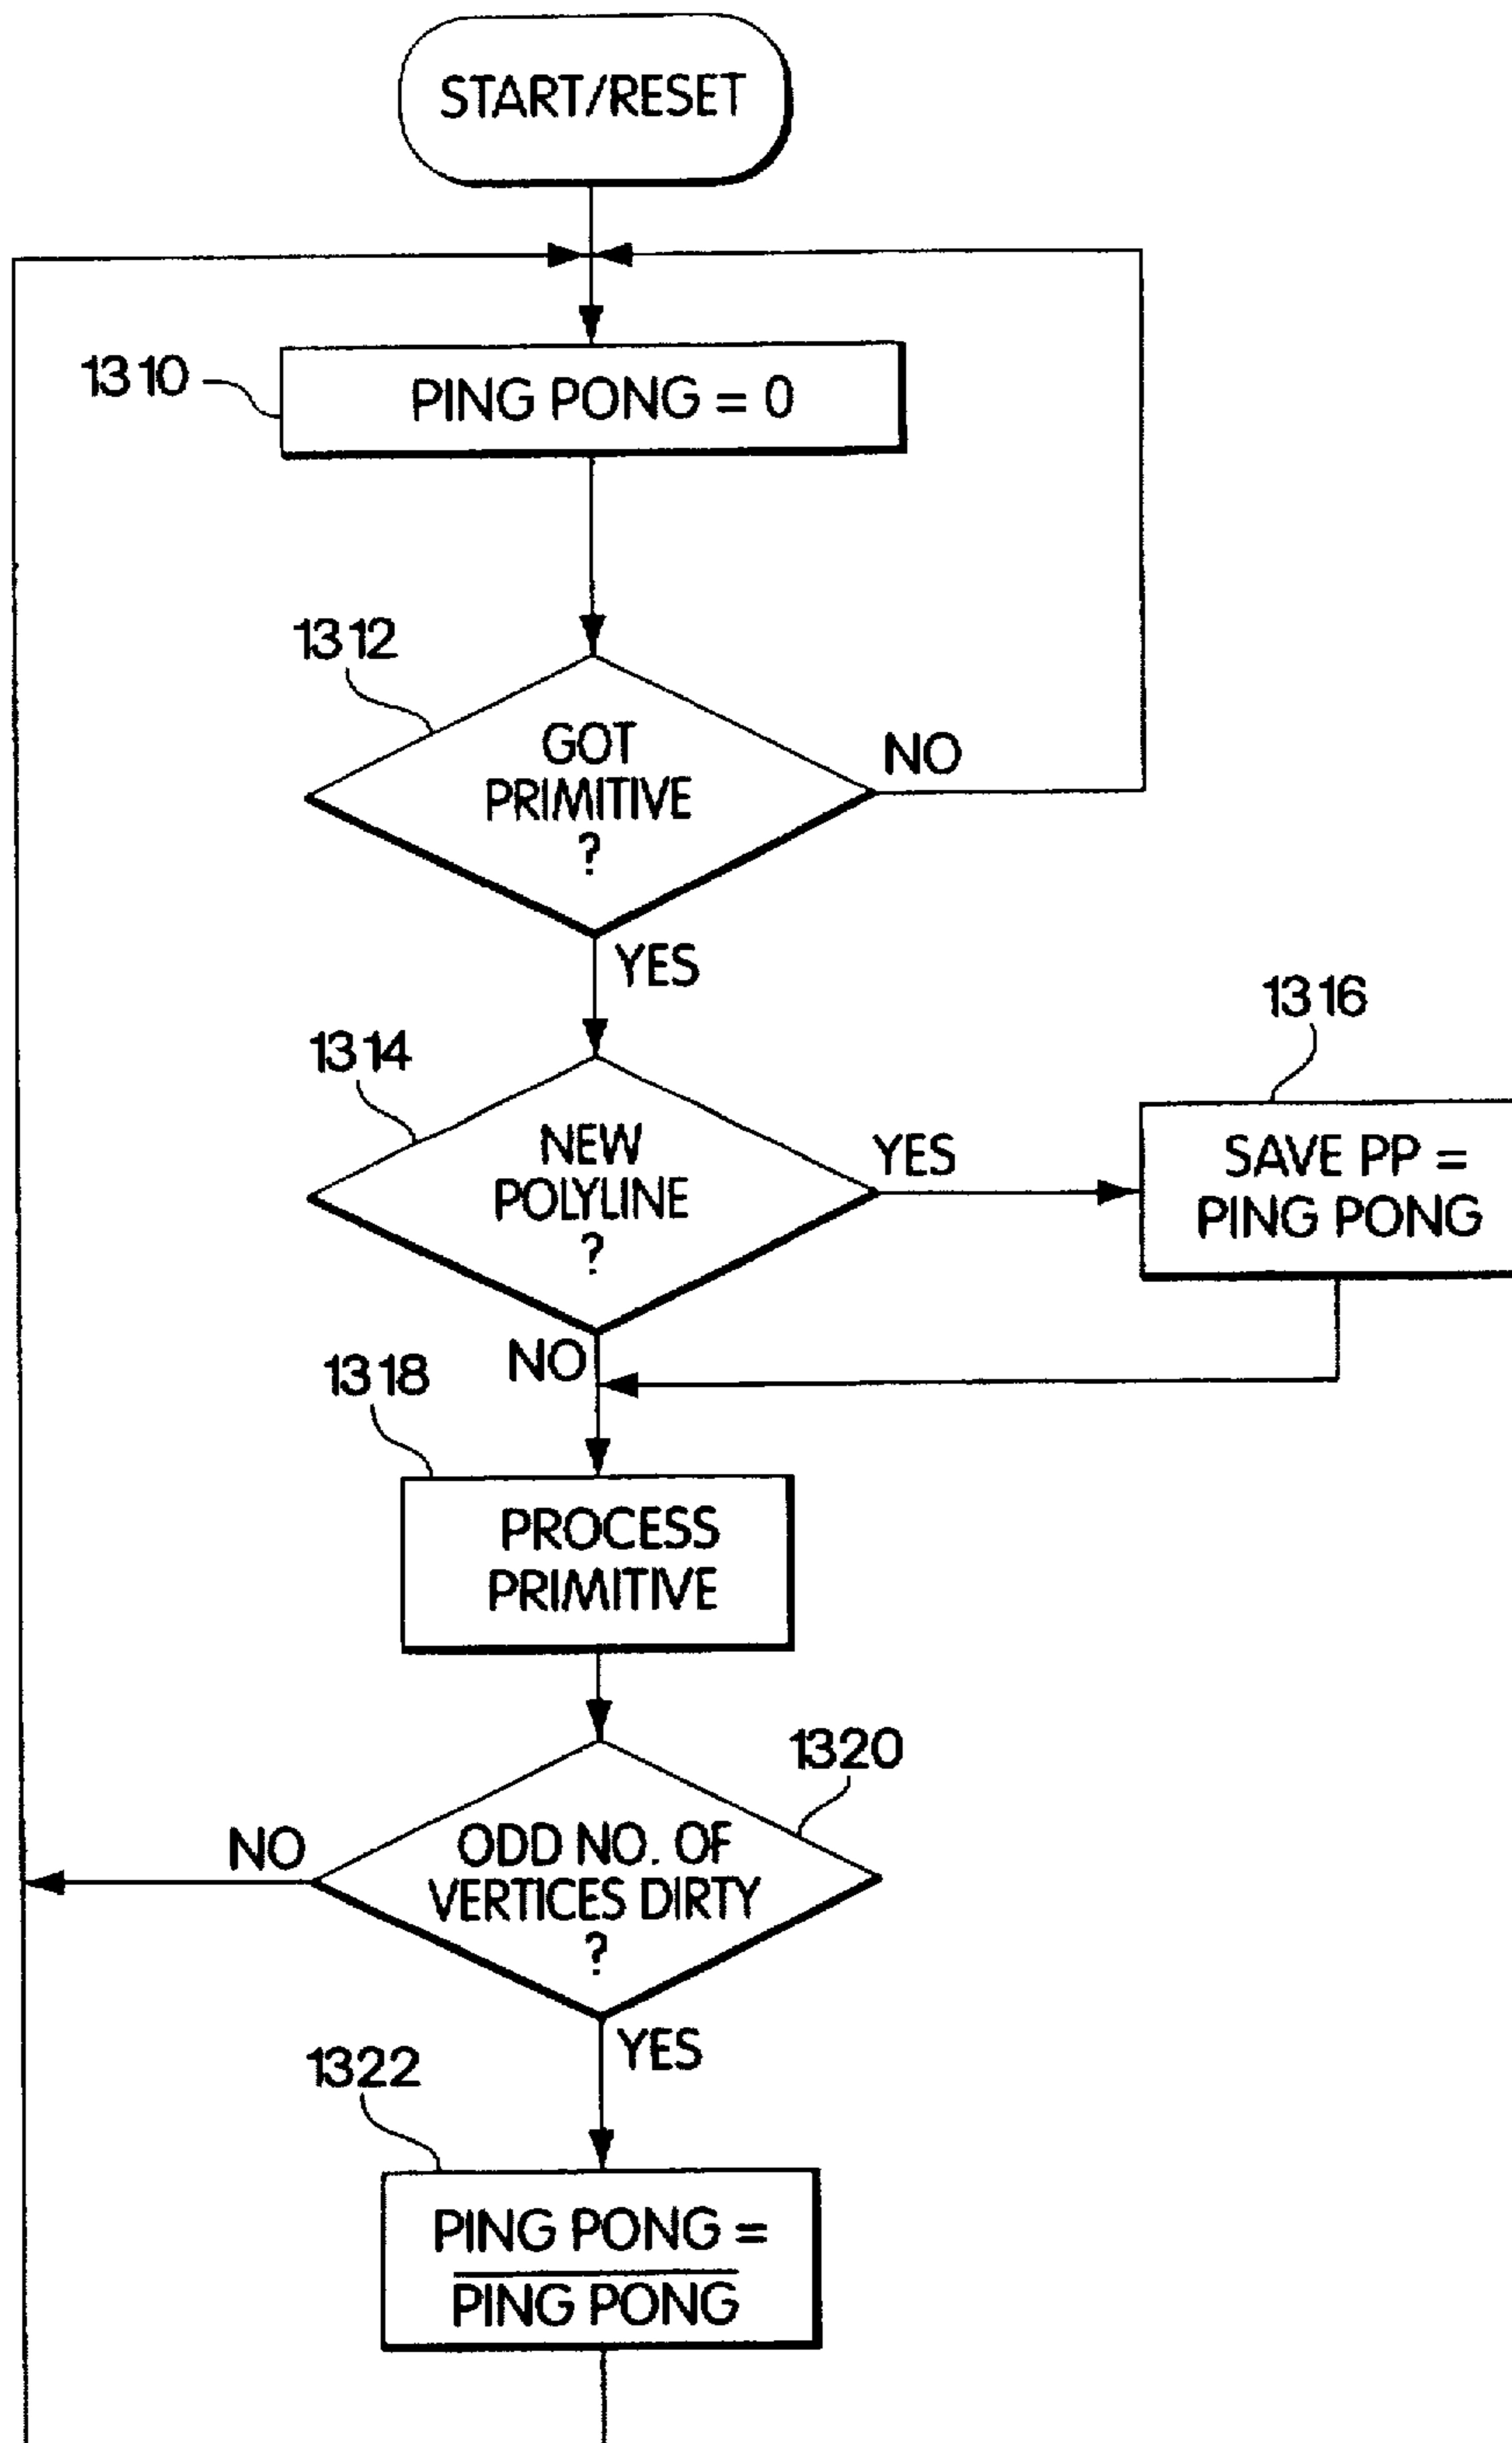 START/RESET
1310
PING PONG = 0
1312
GOT
PRIMITIVE
?
NO
YES
1314
NEW
POLYLINE
?
YES
1316
SAVE PP =
PING PONG
NO
1318
PROCESS
PRIMITIVE
1320
ODD NO. OF
VERTICES DIRTY
?
NO
YES
1322
PING PONG =
PING PONG